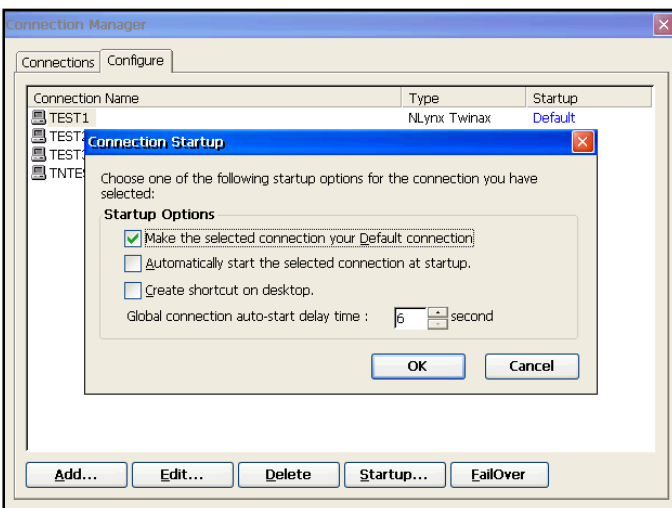 Connection Manager
Connections Configure
Connection Name Type Startup
TEST1 NLynx Twinax Default
TEST
TEST
TNTE
Connection Startup
Choose one of the following startup options for the connection you have
selected:
Startup Options
Make the selected connection your Default connection
Automatically start the selected connection at startup.
Create shortcut on desktop.
Global connection auto-start delay time : 6 second
OK Cancel
Add... Edit... Delete Startup... FailOver